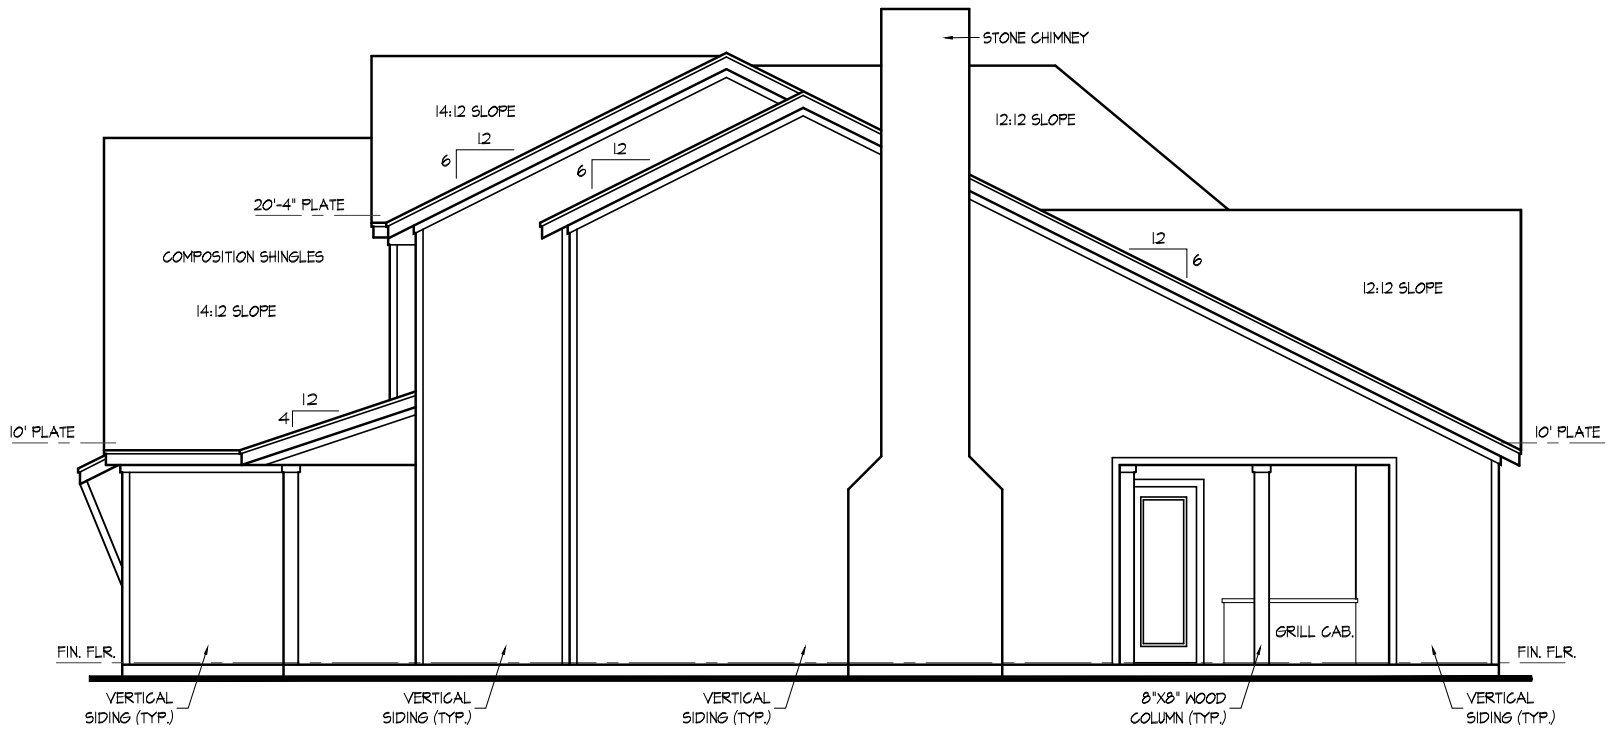 STONE CHIMNEY
14:12 SLOPE
12:12 SLOPE
12
6
12
6
20'-4" PLATE
12
6
COMPOSITION SHINGLES
12:12 SLOPE
14:12 SLOPE
12
4
10' PLATE
10' PLATE
GRILL CAB.
FIN. FLR.
FIN. FLR.
VERTICAL
SIDING (TYP.)
VERTICAL
SIDING (TYP.)
VERTICAL
SIDING (TYP.)
8"X8" WOOD
COLUMN (TYP.)
VERTICAL
SIDING (TYP.)